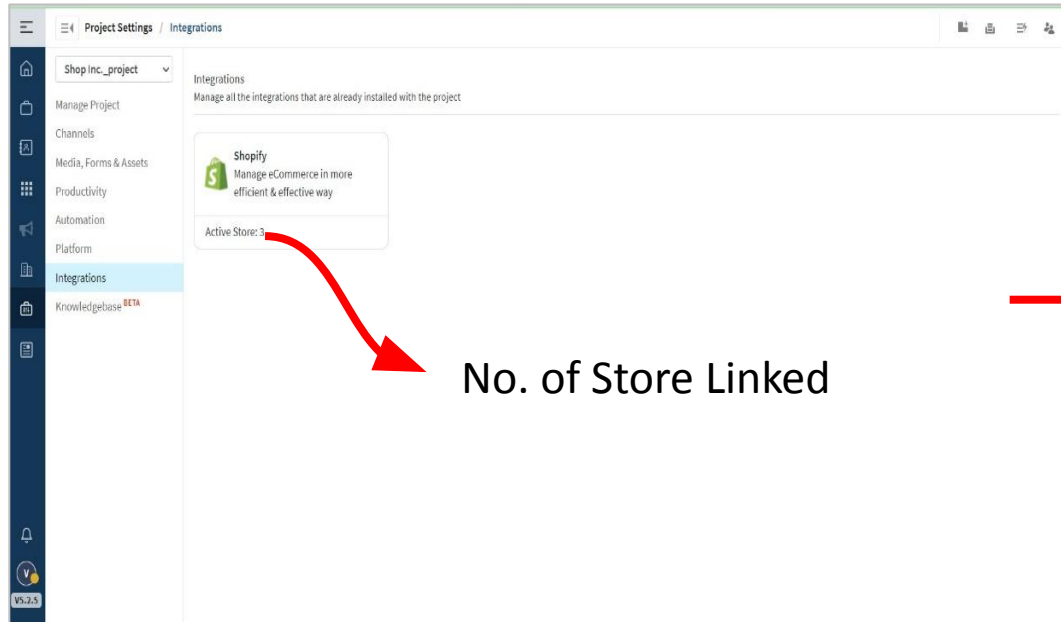 Project Settings / Integrations
Shop Inc._project
Manage Project
Channels
Media, Forms & Assets
Productivity
Automation
Platform
Integrations
Knowledgebase BETA
Integrations
Manage all the integrations that are already installed with the project
Shopify
Manage eCommerce in more
efficient & effective way
Active Store: 3
No. of Store Linked
V
V5.2.5